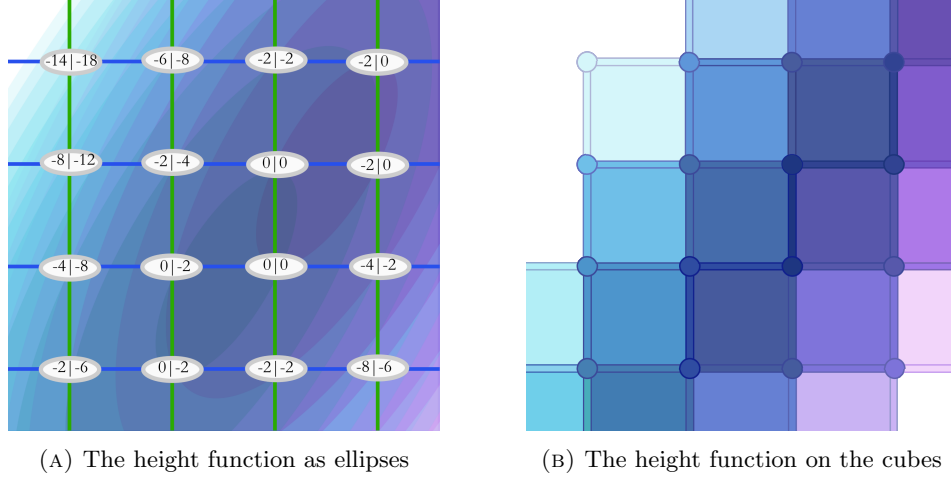 -14|-18 -6|-8 -2|-2 -2|0
-8|-12 -2|-4 0|0 -2|0
-4|-8 0|-2 0|0 -4|-2
-2|-6 0|-2 -2|-2 -8|-6
(A) The height function as ellipses
(B) The height function on the cubes